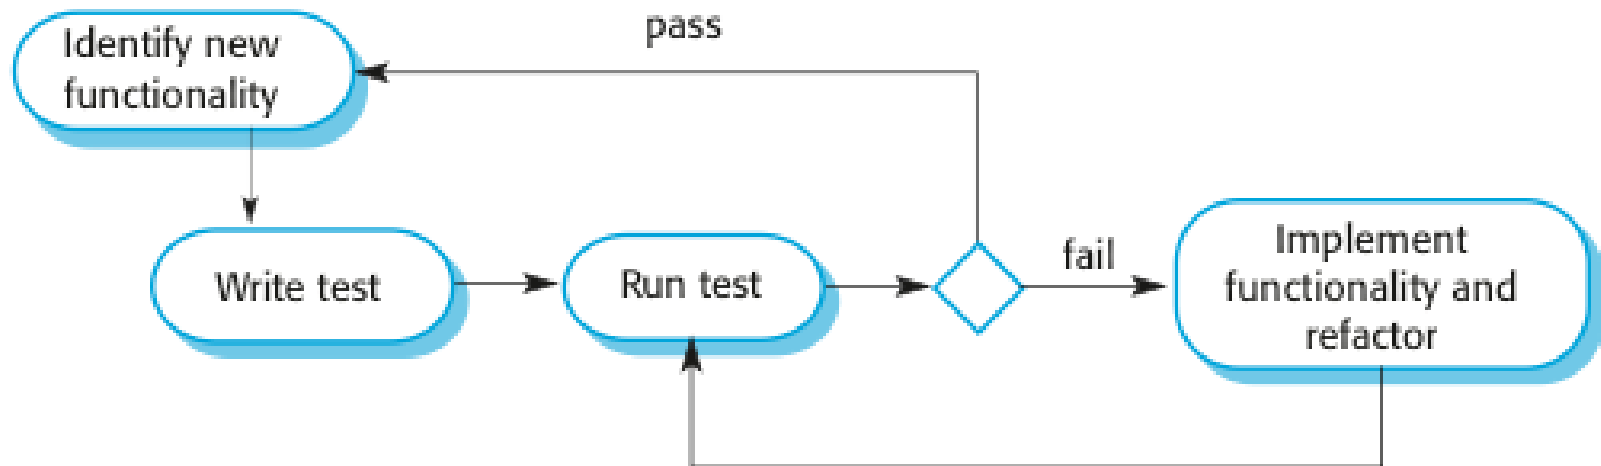 pass
Identify new
functionality
Write test
Run test
fail
Implement
functionality and
refactor